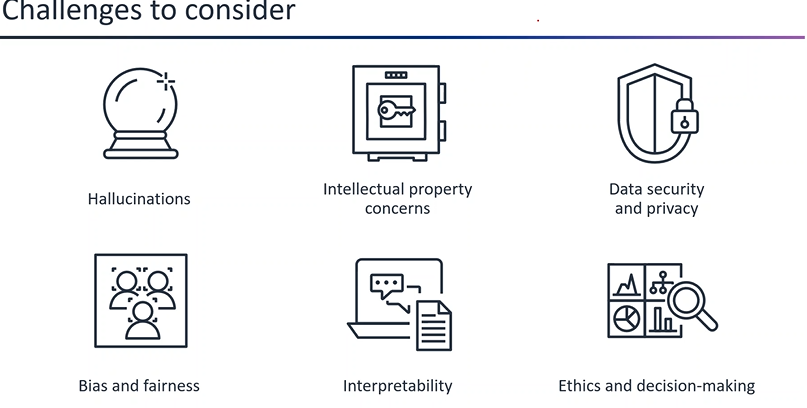 Challenges to consider
Hallucinations
Intellectual property
concerns
Data security
and privacy
Bias and fairness
Interpretability
Ethics and decision-making